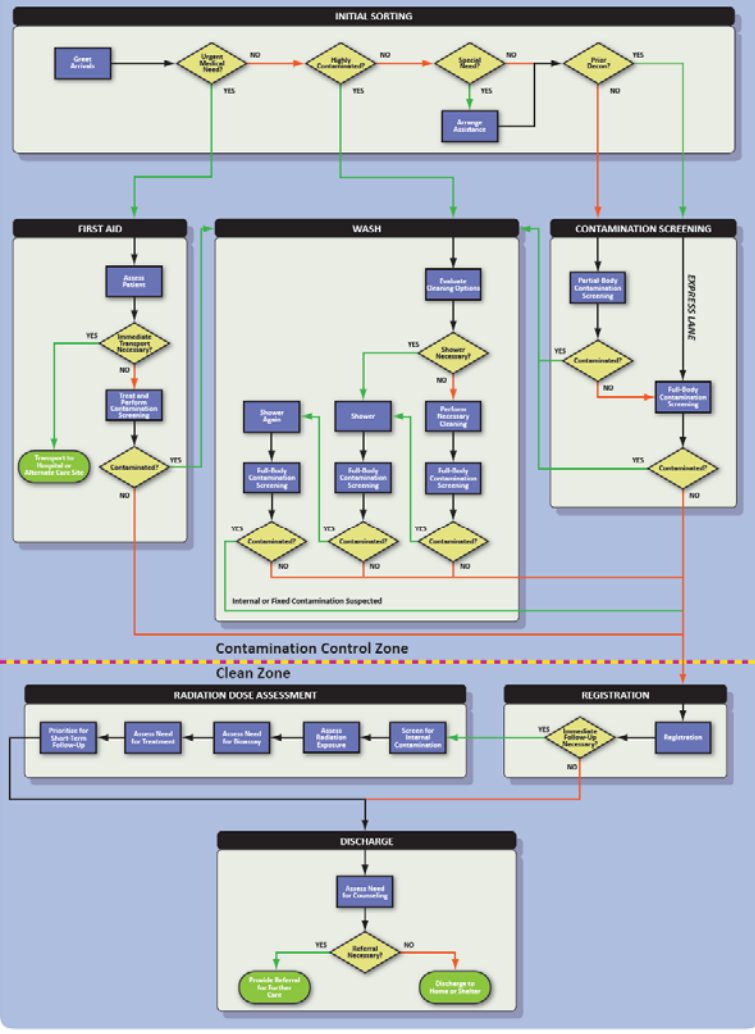 INITIAL SORTING
Greet
Arrivals
Urgent
Medical
Need?
NO
YES
Highly
Contaminated?
NO
YES
Special
Need?
NO
YES
Arrange
Assistance
Prior
Decon?
YES
NO
FIRST AID
Assess
Patient
Immediate
Transport
Necessary?
YES
NO
Treat and
Perform
Contamination
Screening
Transport to
Hospital or
Alternate Care Site
Contaminated?
YES
NO
WASH
Evaluate
Cleaning Options
Shower
Necessary?
YES
NO
Shower
Again
Shower
Perform
Necessary
Cleaning
Full-Body
Contamination
Screening
Full-Body
Contamination
Screening
Full-Body
Contamination
Screening
YES
Contaminated?
NO
YES
Contaminated?
NO
YES
Contaminated?
NO
Internal or Fixed Contamination Suspected
CONTAMINATION SCREENING
Partial-Body
Contamination
Screening
EXPRESS LANE
YES
Contaminated?
NO
Full-Body
Contamination
Screening
YES
Contaminated?
NO
Contamination Control Zone
Clean Zone
RADIATION DOSE ASSESSMENT
Prioritize for
Short-Term
Follow-Up
Assess Need
for Treatment
Assess Need
for Bioassay
Assess
Radiation
Exposure
Screen for
Internal
Contamination
REGISTRATION
YES
Immediate
Follow-Up
Necessary?
NO
Registration
DISCHARGE
Assess Need
for Counseling
YES
Referral
Necessary?
NO
Provide Referral
for Further
Care
Discharge to
Home or Shelter